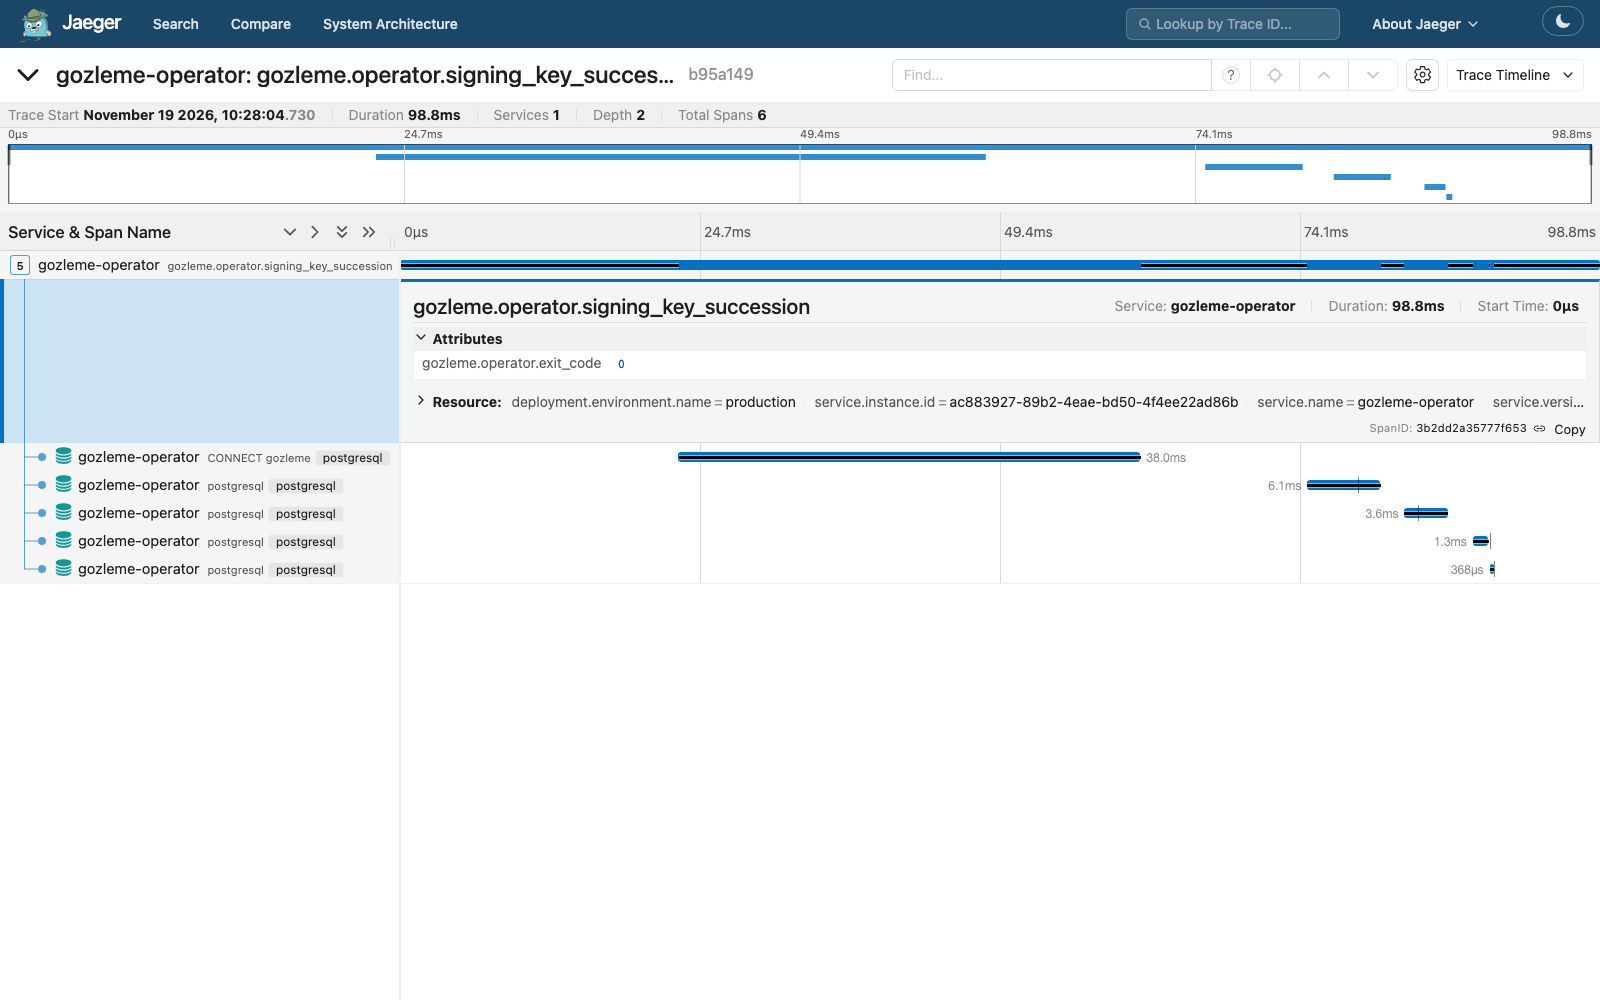 Jaeger Search Compare System Architecture Lookup by Trace ID... About Jaeger
gozleme-operator: gozleme.operator.signing_key_succes... b95a149 Find... ? Trace Timeline
Trace Start November 19 2026, 10:28:04.730 Duration 98.8ms Services 1 Depth 2 Total Spans 6
0μs 24.7ms 49.4ms 74.1ms 98.8ms
Service & Span Name 0μs 24.7ms 49.4ms 74.1ms 98.8ms
5 gozleme-operator gozleme.operator.signing_key_succession
gozleme.operator.signing_key_succession Service: gozleme-operator Duration: 98.8ms Start Time: 0μs
Attributes
gozleme.operator.exit_code 0
Resource: deployment.environment.name = production service.instance.id = ac883927-89b2-4eae-bd50-4f4ee22ad86b service.name = gozleme-operator service.versi...
SpanID: 3b2dd2a35777f653 Copy
gozleme-operator CONNECT gozleme postgresql 38.0ms
gozleme-operator postgresql postgresql 6.1ms
gozleme-operator postgresql postgresql 3.6ms
gozleme-operator postgresql postgresql 1.3ms
gozleme-operator postgresql postgresql 368μs